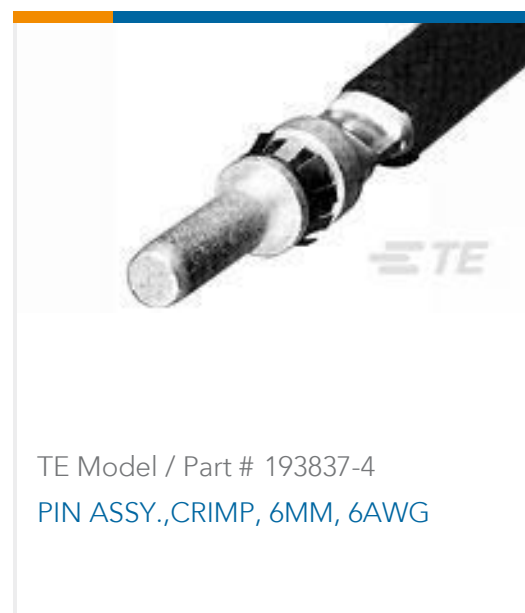 TE
TE Model / Part # 193837-4
PIN ASSY.,CRIMP, 6MM, 6AWG